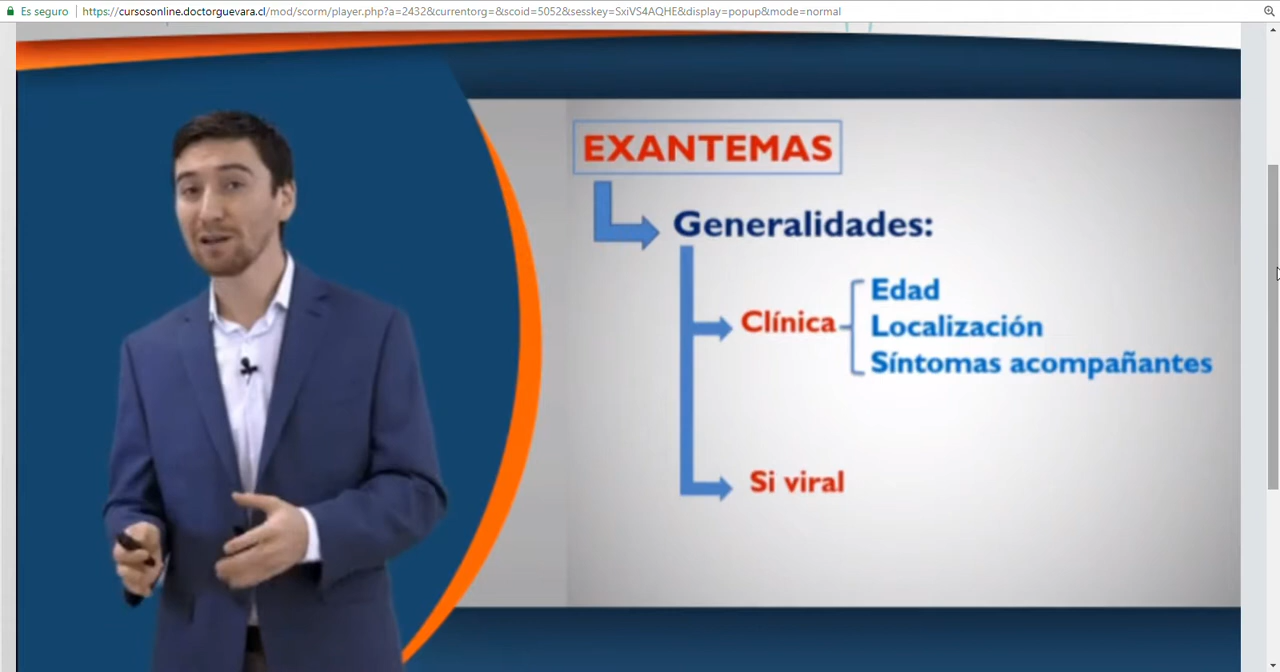 Es seguro
https://cursosonline.doctorguevara.cl/mod/scorm/player.php?a=2432&currentorg=&scoid=5052&sesskey=SxiVS4AQHE&display=popup&mode=normal
EXANTEMAS
Generalidades:
Clínica
Edad
Localización
Síntomas acompañantes
Si viral